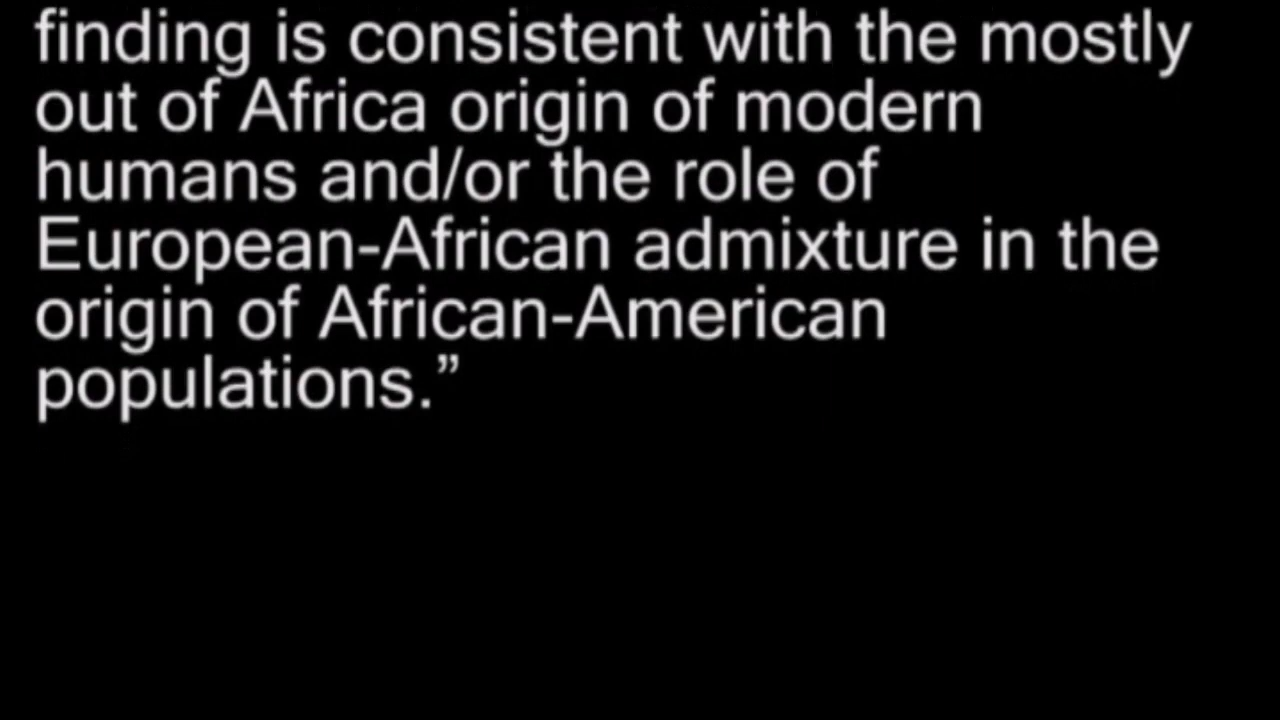 finding is consistent with the mostly
out of Africa origin of modern
humans and/or the role of
European-African admixture in the
origin of African-American
populations.”